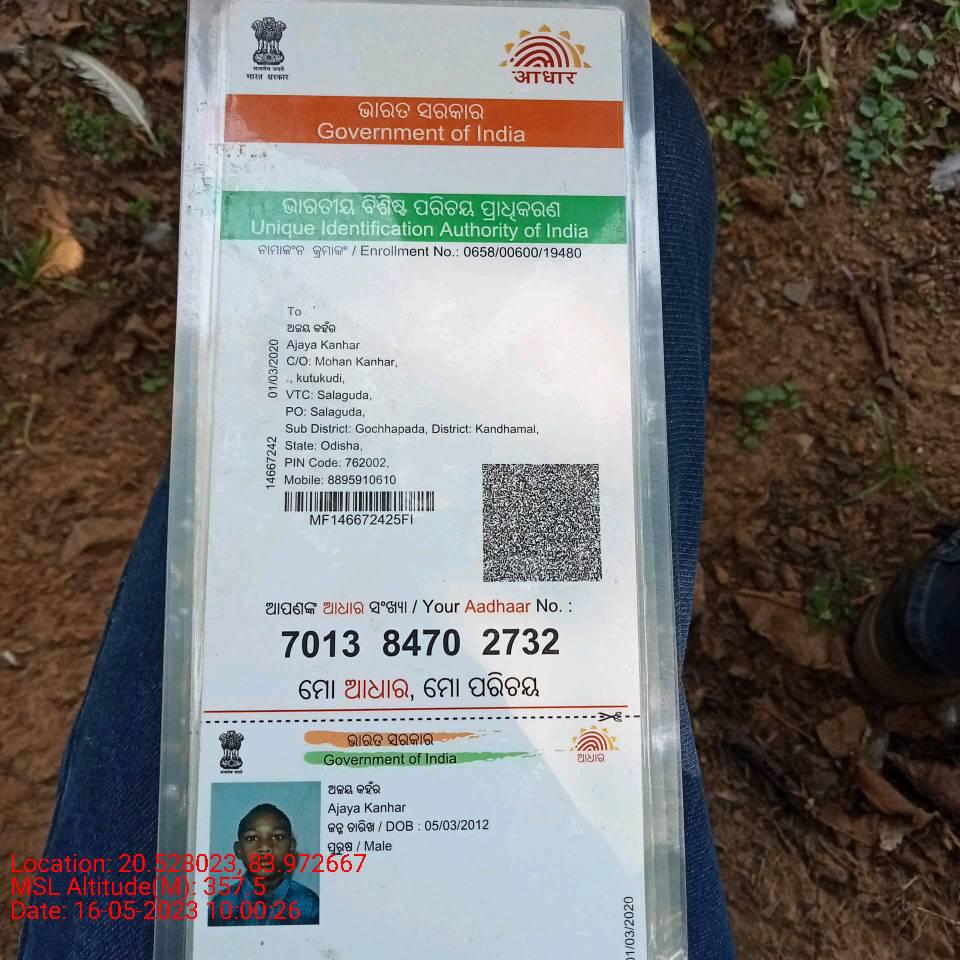 सत्यमेव जयते
भारत सरकार
आधार
ଭାରତ ସରକାର
Government of India
ଭାରତୀୟ ବିଶିଷ୍ଟ ପରିଚୟ ପ୍ରାଧିକରଣ
Unique Identification Authority of India
ନାମାକଂନ କ୍ରମାକଂ / Enrollment No.: 0658/00600/19480
To
ଅଜୟ କହଁର
Ajaya Kanhar
C/O: Mohan Kanhar,
., kutukudi,
VTC: Salaguda,
PO: Salaguda,
Sub District: Gochhapada, District: Kandhamal,
State: Odisha,
PIN Code: 762002,
Mobile: 8895910610
01/03/2020
14667242
MF146672425FI
ଆପଣଙ୍କ ଆଧାର ସଂଖ୍ୟା / Your Aadhaar No. :
7013 8470 2732
ମୋ ଆଧାର, ମୋ ପରିଚୟ
ଭାରତ ସରକାର
Government of India
ଆଧାର
ଅଜୟ କହଁର
Ajaya Kanhar
ଜନ୍ମ ତାରିଖ / DOB : 05/03/2012
ପୁରୁଷ / Male
01/03/2020
Location: 20.528023, 83.972667
MSL Altitude(M): 357.5
Date: 16-05-2023 10:00:26